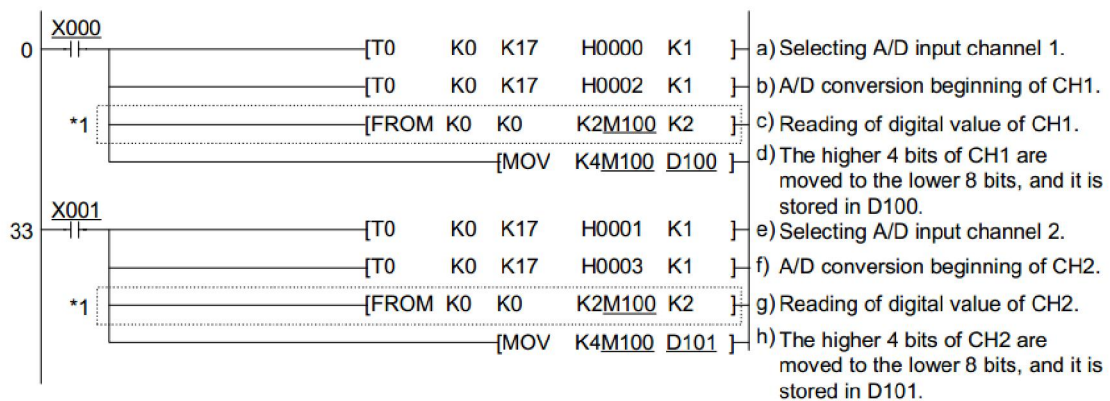 X000
0 [T0 K0 K17 H0000 K1 ] a) Selecting A/D input channel 1.
[T0 K0 K17 H0002 K1 ] b) A/D conversion beginning of CH1.
*1 [FROM K0 K0 K2M100 K2 ] c) Reading of digital value of CH1.
[MOV K4M100 D100 ] d) The higher 4 bits of CH1 are
moved to the lower 8 bits, and it is
stored in D100.
X001
33 [T0 K0 K17 H0001 K1 ] e) Selecting A/D input channel 2.
[T0 K0 K17 H0003 K1 ] f) A/D conversion beginning of CH2.
*1 [FROM K0 K0 K2M100 K2 ] g) Reading of digital value of CH2.
[MOV K4M100 D101 ] h) The higher 4 bits of CH2 are
moved to the lower 8 bits, and it is
stored in D101.